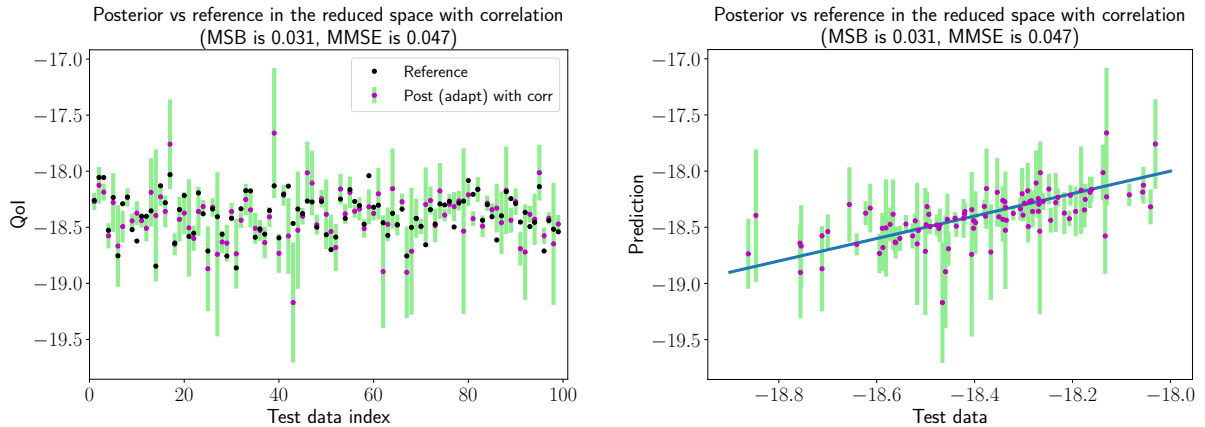 Posterior vs reference in the reduced space with correlation
(MSB is 0.031, MMSE is 0.047)
−17.0
−17.5
−18.0
−18.5
−19.0
−19.5
QoI
Reference
Post (adapt) with corr
0
20
40
60
80
100
Test data index
Posterior vs reference in the reduced space with correlation
(MSB is 0.031, MMSE is 0.047)
−17.0
−17.5
−18.0
−18.5
−19.0
−19.5
Prediction
−18.8
−18.6
−18.4
−18.2
−18.0
Test data